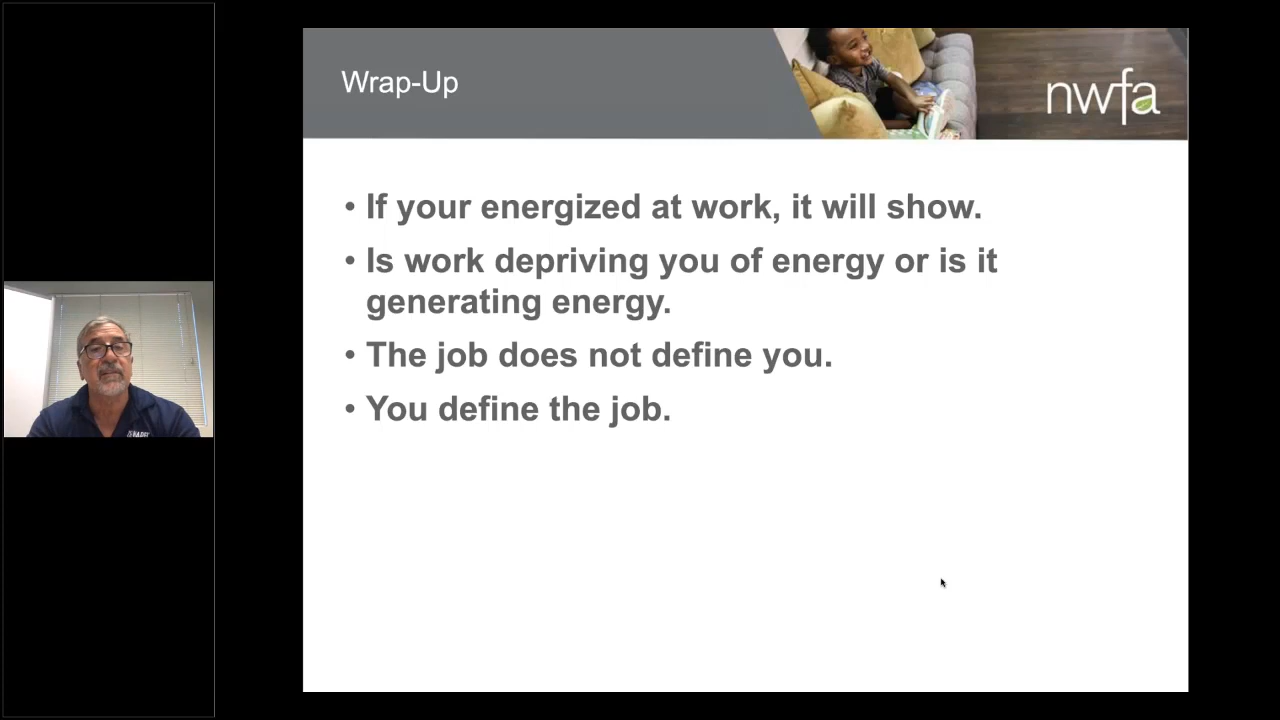 Wrap-Up
nwfa
• If your energized at work, it will show.
• Is work depriving you of energy or is it
generating energy.
• The job does not define you.
• You define the job.